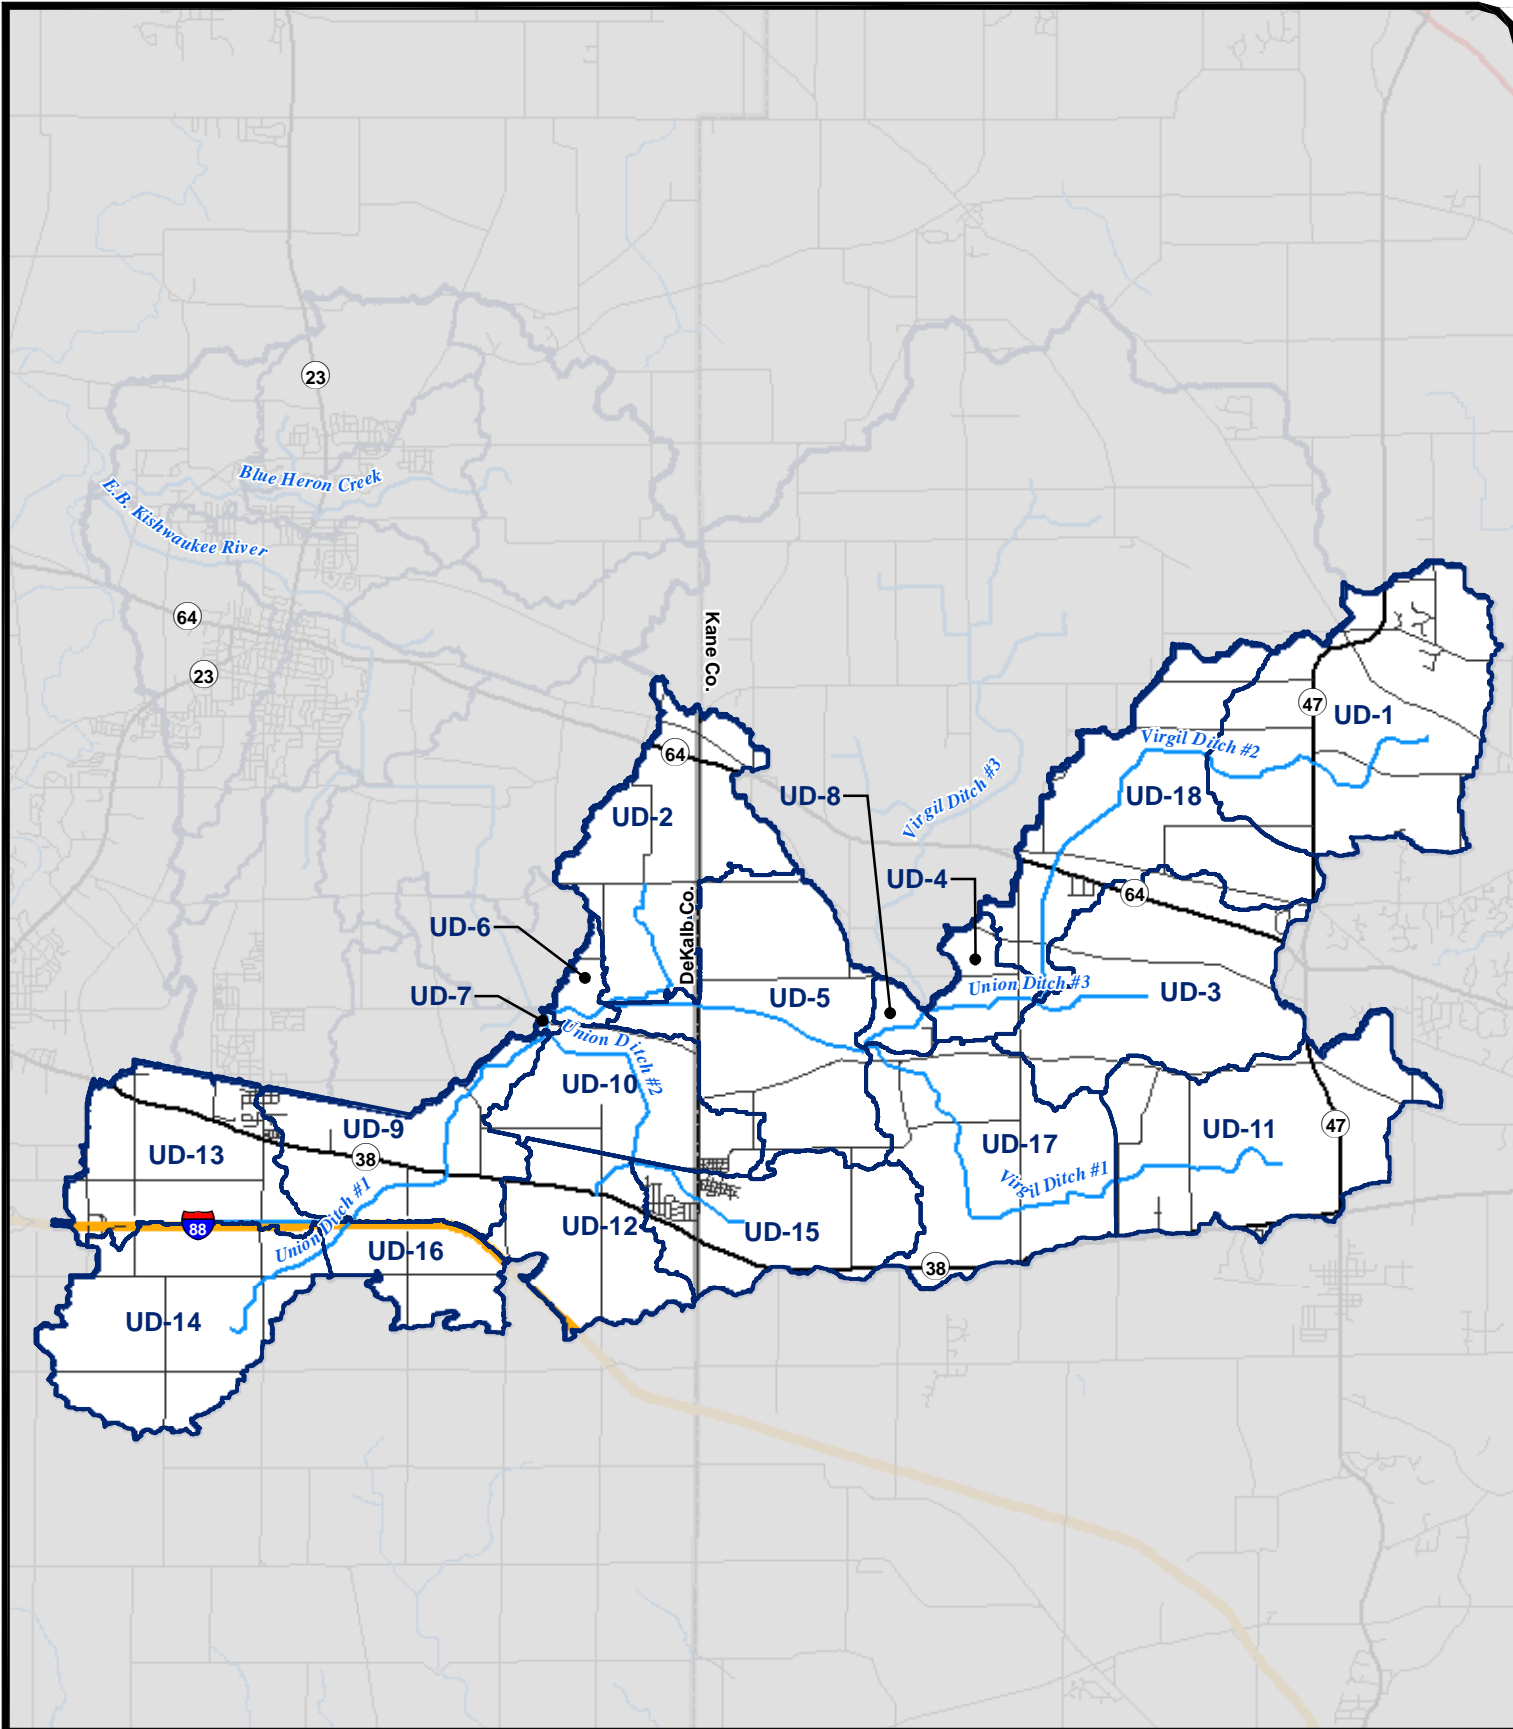 23
Blue Heron Creek
E.B. Kishwaukee River
64
23
Kane Co.
DeKalb Co.
47
UD-1
Virgil Ditch #2
64
UD-8
Virgil Ditch #3
UD-18
UD-2
UD-4
64
UD-6
Union Ditch #3
UD-3
UD-7
UD-5
Union Ditch #2
UD-10
UD-9
UD-11
47
UD-17
UD-13
38
Virgil Ditch #1
88
Union Ditch #1
UD-12
UD-15
UD-16
38
UD-14